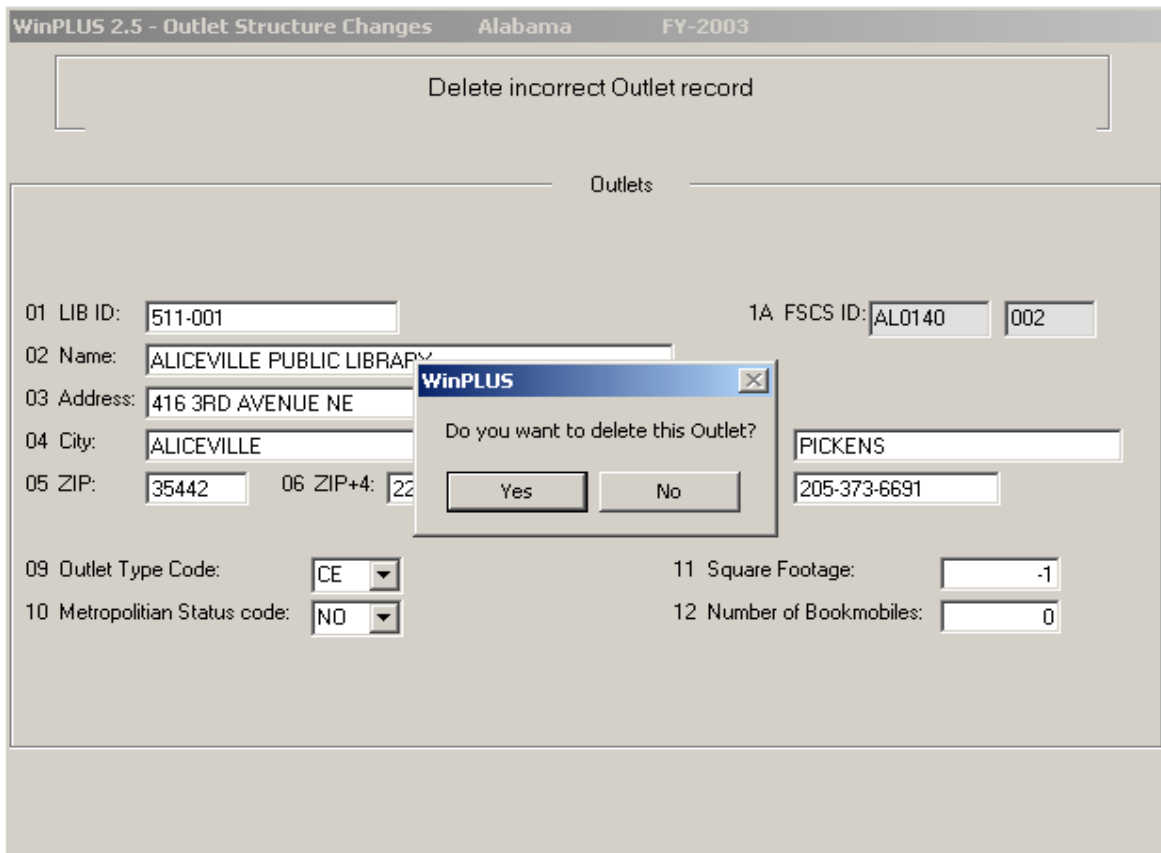 WinPLUS 2.5 - Outlet Structure Changes Alabama FY-2003
Delete incorrect Outlet record
Outlets
01 LIB ID: 511-001 1A FSCS ID: AL0140 002
02 Name: ALICEVILLE PUBLIC LIBRARY
WinPLUS
03 Address: 416 3RD AVENUE NE
Do you want to delete this Outlet?
04 City: ALICEVILLE PICKENS
05 ZIP: 35442 06 ZIP+4: 22 205-373-6691
Yes No
09 Outlet Type Code: CE 11 Square Footage: -1
10 Metropolitian Status code: NO 12 Number of Bookmobiles: 0